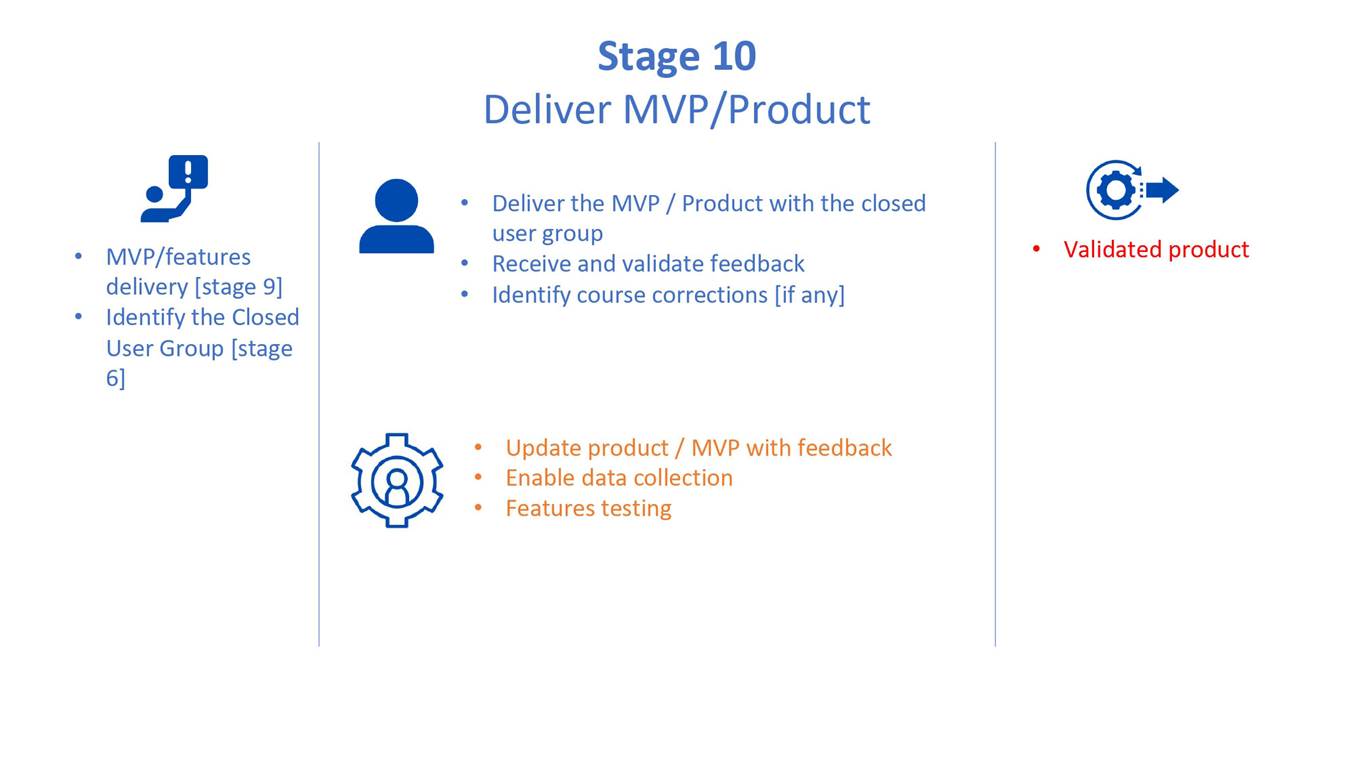 Stage 10
Deliver MVP/Product
• MVP/features
delivery [stage 9]
• Identify the Closed
User Group [stage
6]
• Deliver the MVP / Product with the closed
user group
• Receive and validate feedback
• Identify course corrections [if any]
• Update product / MVP with feedback
• Enable data collection
• Features testing
• Validated product